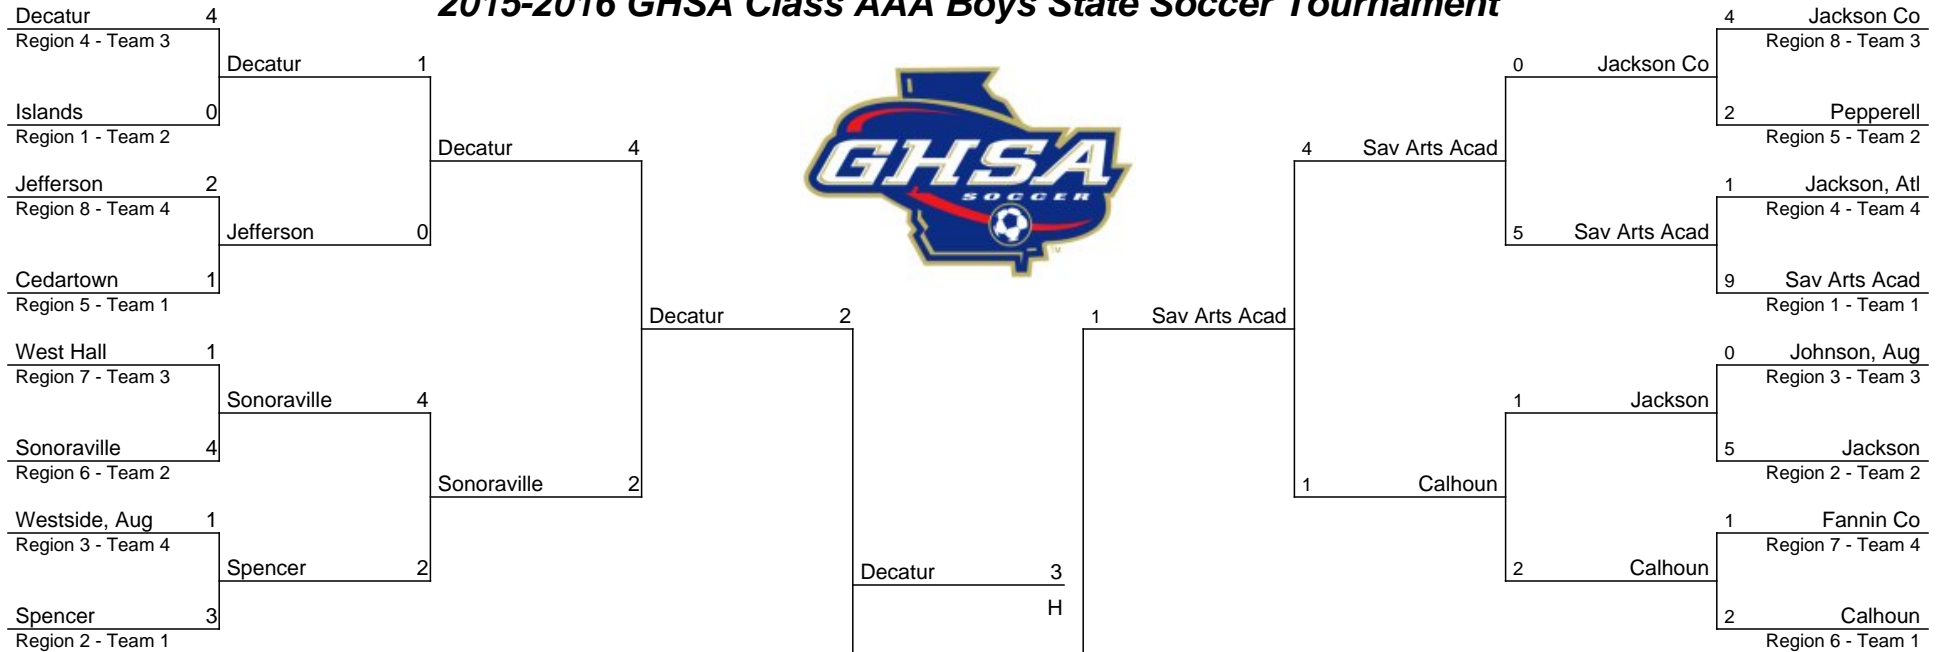 2015-2016 GHSA Class AAA Boys State Soccer Tournament
Decatur 4
Region 4 - Team 3
Decatur 1
Islands 0
Region 1 - Team 2
Decatur 4
Jefferson 2
Region 8 - Team 4
Jefferson 0
Cedartown 1
Region 5 - Team 1
Decatur 2
West Hall 1
Region 7 - Team 3
Sonoraville 4
Sonoraville 4
Region 6 - Team 2
Sonoraville 2
Westside, Aug 1
Region 3 - Team 4
Spencer 2
Spencer 3
Region 2 - Team 1
Decatur 3
H
GHSA
SOCCER
TM
4 Jackson Co
Region 8 - Team 3
0 Jackson Co
2 Pepperell
Region 5 - Team 2
4 Sav Arts Acad
1 Jackson, Atl
Region 4 - Team 4
5 Sav Arts Acad
9 Sav Arts Acad
Region 1 - Team 1
1 Sav Arts Acad
0 Johnson, Aug
Region 3 - Team 3
1 Jackson
5 Jackson
Region 2 - Team 2
1 Calhoun
1 Fannin Co
Region 7 - Team 4
2 Calhoun
2 Calhoun
Region 6 - Team 1